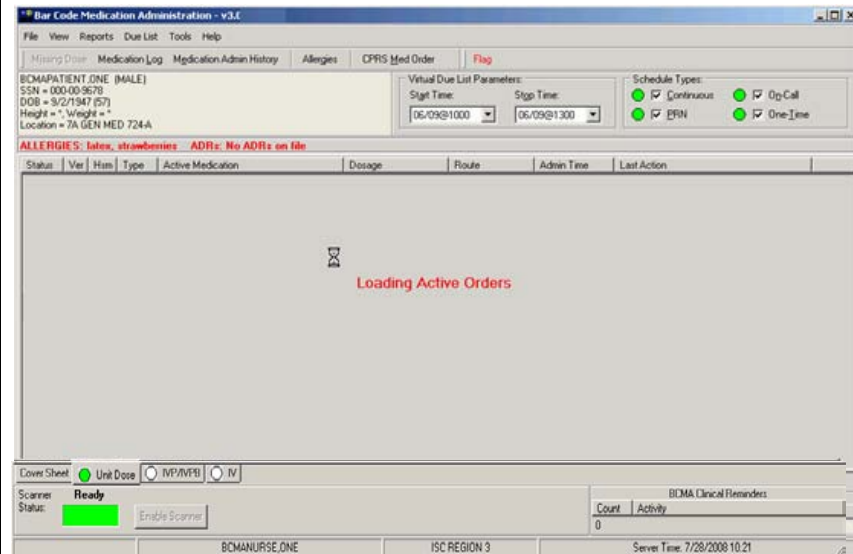 Bar Code Medication Administration - v3.0
File View Reports Due List Tools Help
Missing Dose Medication Log Medication Admin History Allergies CPRS Med Order Flag
BCMAPATIENT,ONE (MALE)
SSN = 000-00-9678
DOB = 9/2/1947 (57)
Height = *, Weight = *
Location = 7A GEN MED 724-A
Virtual Due List Parameters:
Start Time: Stop Time:
06/09@1000 06/09@1300
Schedule Types:
Continuous On-Call
PRN One-Time
ALLERGIES: latex, strawberries ADRs: No ADRs on file
Status Ver Hsm Type Active Medication Dosage Route Admin Time Last Action
Loading Active Orders
Cover Sheet Unit Dose IVP/IVPB IV
Scanner Status: Ready
Enable Scanner
BCMA Clinical Reminders
Count Activity
0
BCMANURSE,ONE ISC REGION 3 Server Time: 7/28/2008 10:21